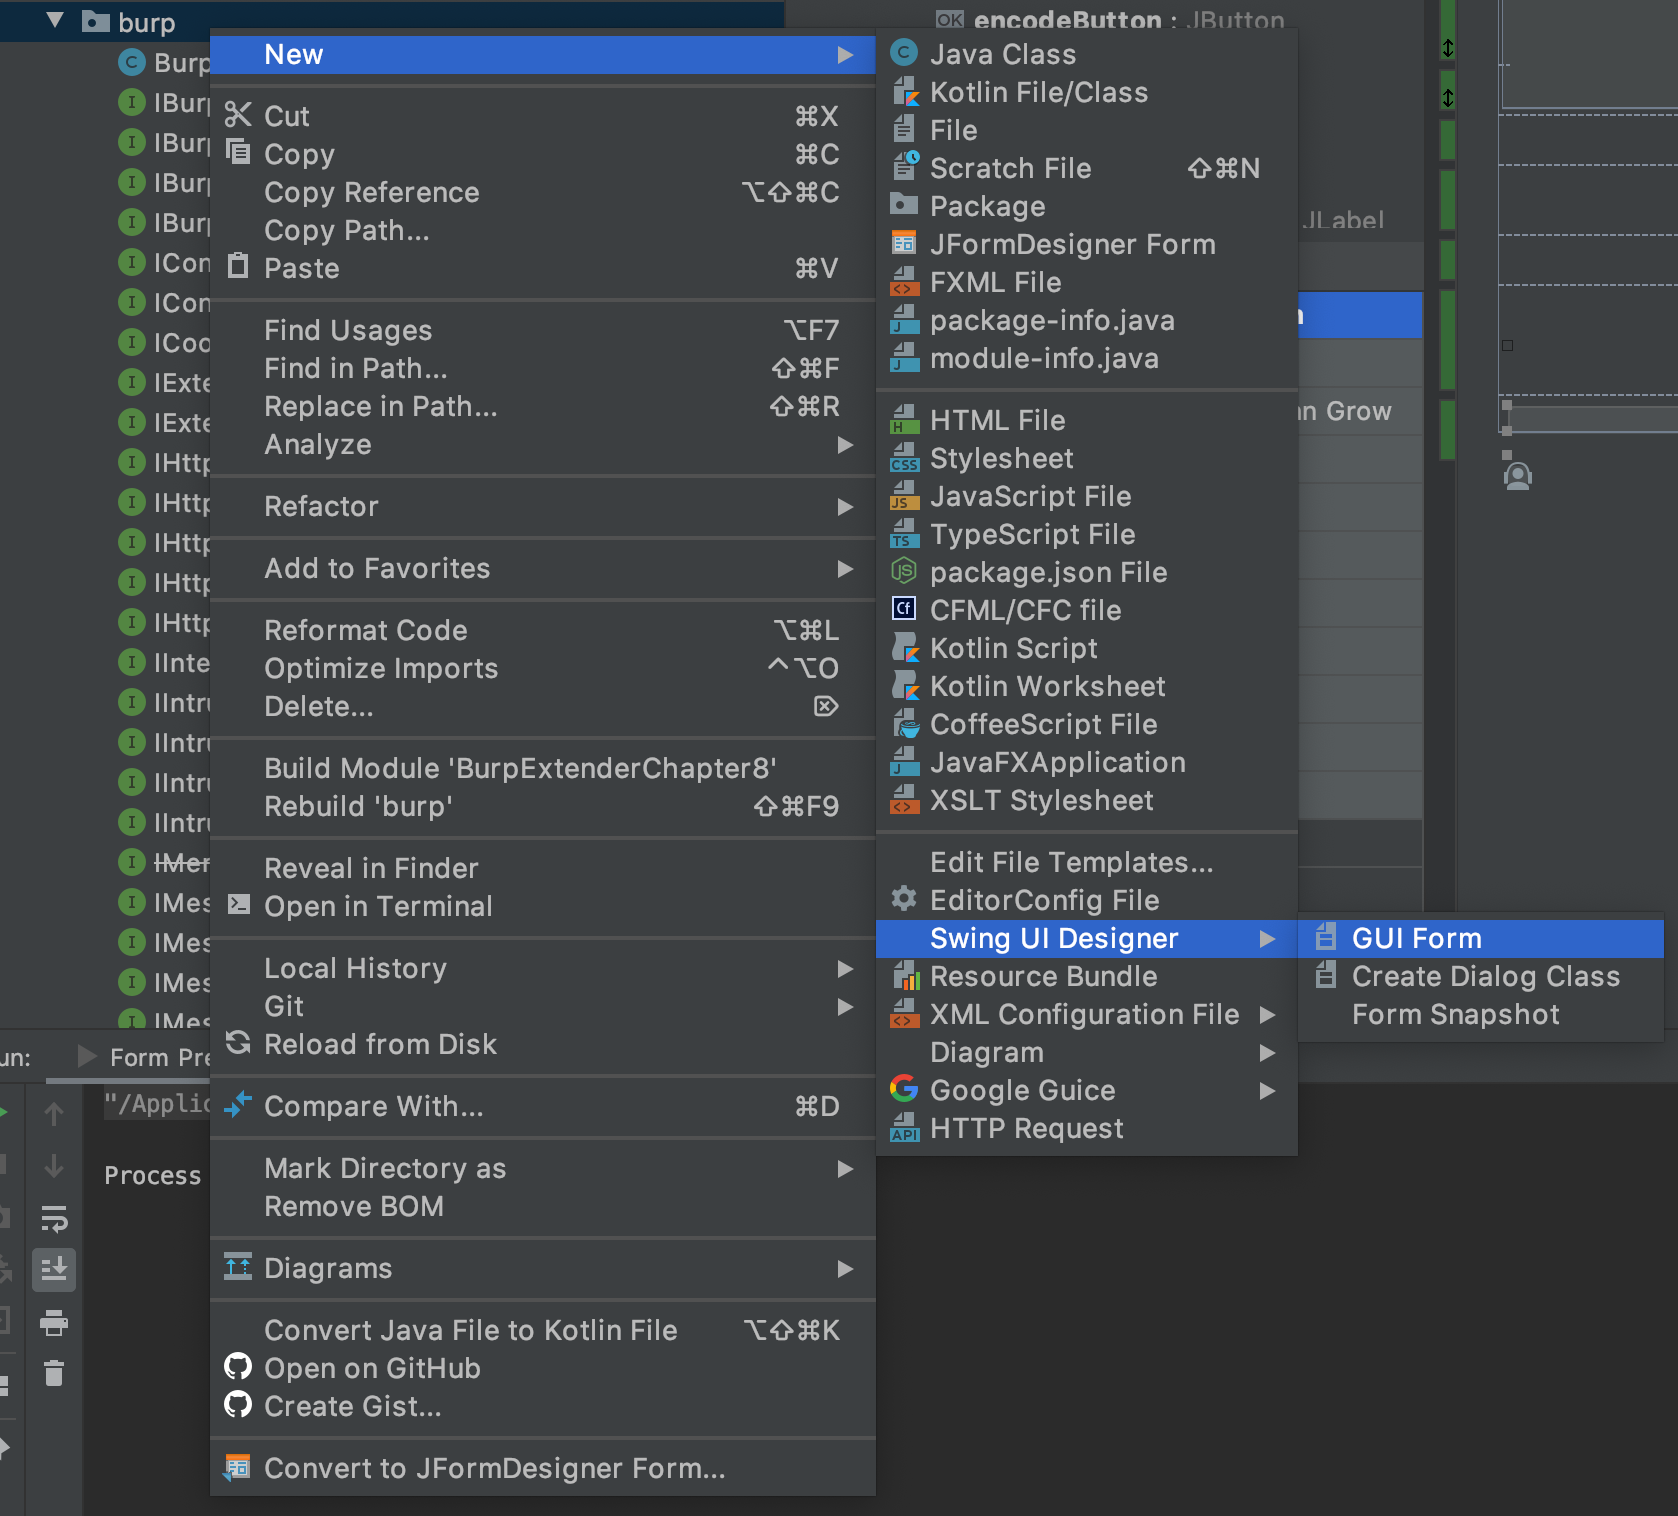 burp
encodeButton : JButton
Burp
IBurp
IBurp
IBurp
IBurp
ICon
ICon
ICoo
IExte
IExte
IHttp
IHttp
IHttp
IHttp
IHttp
IInte
IIntru
IIntru
IIntru
IIntru
IMer
IMes
IMes
IMes
IMes
New
Cut ⌘X
Copy ⌘C
Copy Reference ⌥⇧⌘C
Copy Path...
Paste ⌘V
Find Usages ⌥F7
Find in Path... ⇧⌘F
Replace in Path... ⇧⌘R
Analyze
Refactor
Add to Favorites
Reformat Code ⌥⌘L
Optimize Imports ^⌥O
Delete... ⌦
Build Module 'BurpExtenderChapter8'
Rebuild 'burp' ⇧⌘F9
Reveal in Finder
Open in Terminal
Local History
Git
Reload from Disk
Compare With... ⌘D
Mark Directory as
Remove BOM
Diagrams
Convert Java File to Kotlin File ⌥⇧⌘K
Open on GitHub
Create Gist...
Convert to JFormDesigner Form...
Java Class
Kotlin File/Class
File
Scratch File ⇧⌘N
Package
JFormDesigner Form
FXML File
package-info.java
module-info.java
HTML File
Stylesheet
JavaScript File
TypeScript File
package.json File
CFML/CFC file
Kotlin Script
Kotlin Worksheet
CoffeeScript File
JavaFXApplication
XSLT Stylesheet
Edit File Templates...
EditorConfig File
Swing UI Designer
Resource Bundle
XML Configuration File
Diagram
Google Guice
HTTP Request
GUI Form
Create Dialog Class
Form Snapshot
JLabel
n Grow
un: Form Pre
"/Applic
Process